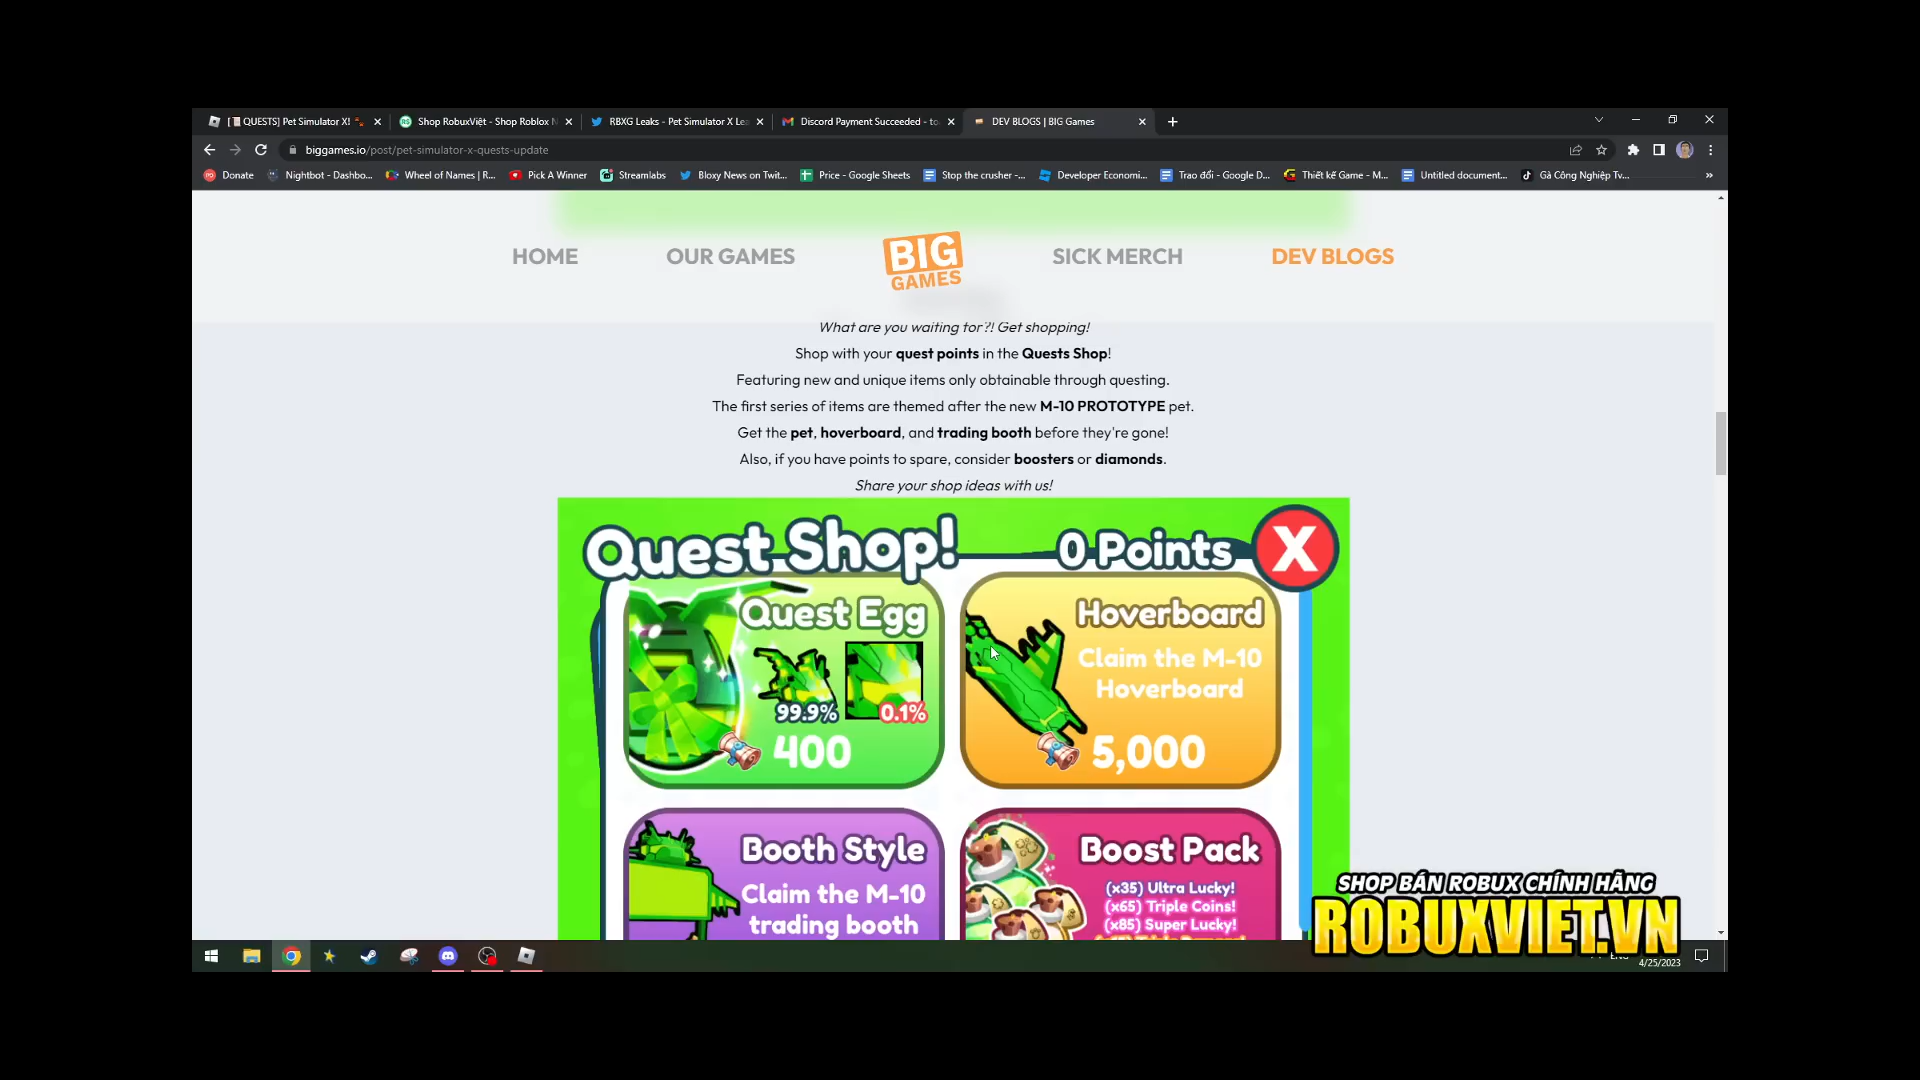 [📜QUESTS] Pet Simulator X!
Shop RobuxViệt - Shop Roblox N
RBXG Leaks - Pet Simulator X Le
Discord Payment Succeeded - to
DEV BLOGS | BIG Games
biggames.io/post/pet-simulator-x-quests-update
Donate
Nightbot - Dashbo...
Wheel of Names | R...
Pick A Winner
Streamlabs
Bloxy News on Twit...
Price - Google Sheets
Stop the crusher -...
Developer Economi...
Trao đổi - Google D...
Thiết kế Game - M...
Untitled document...
Gà Công Nghiệp Tv...
HOME
OUR GAMES
BIG
GAMES
SICK MERCH
DEV BLOGS
What are you waiting for?! Get shopping!
Shop with your quest points in the Quests Shop!
Featuring new and unique items only obtainable through questing.
The first series of items are themed after the new M-10 PROTOTYPE pet.
Get the pet, hoverboard, and trading booth before they're gone!
Also, if you have points to spare, consider boosters or diamonds.
Share your shop ideas with us!
Quest Shop!
0 Points
X
Quest Egg
99.9%
0.1%
400
Hoverboard
Claim the M-10
Hoverboard
5,000
Booth Style
Claim the M-10
trading booth
Boost Pack
(x35) Ultra Lucky!
(x65) Triple Coins!
(x85) Super Lucky!
SHOP BÁN ROBUX CHÍNH HÃNG
ROBUXVIET.VN
4/25/2023